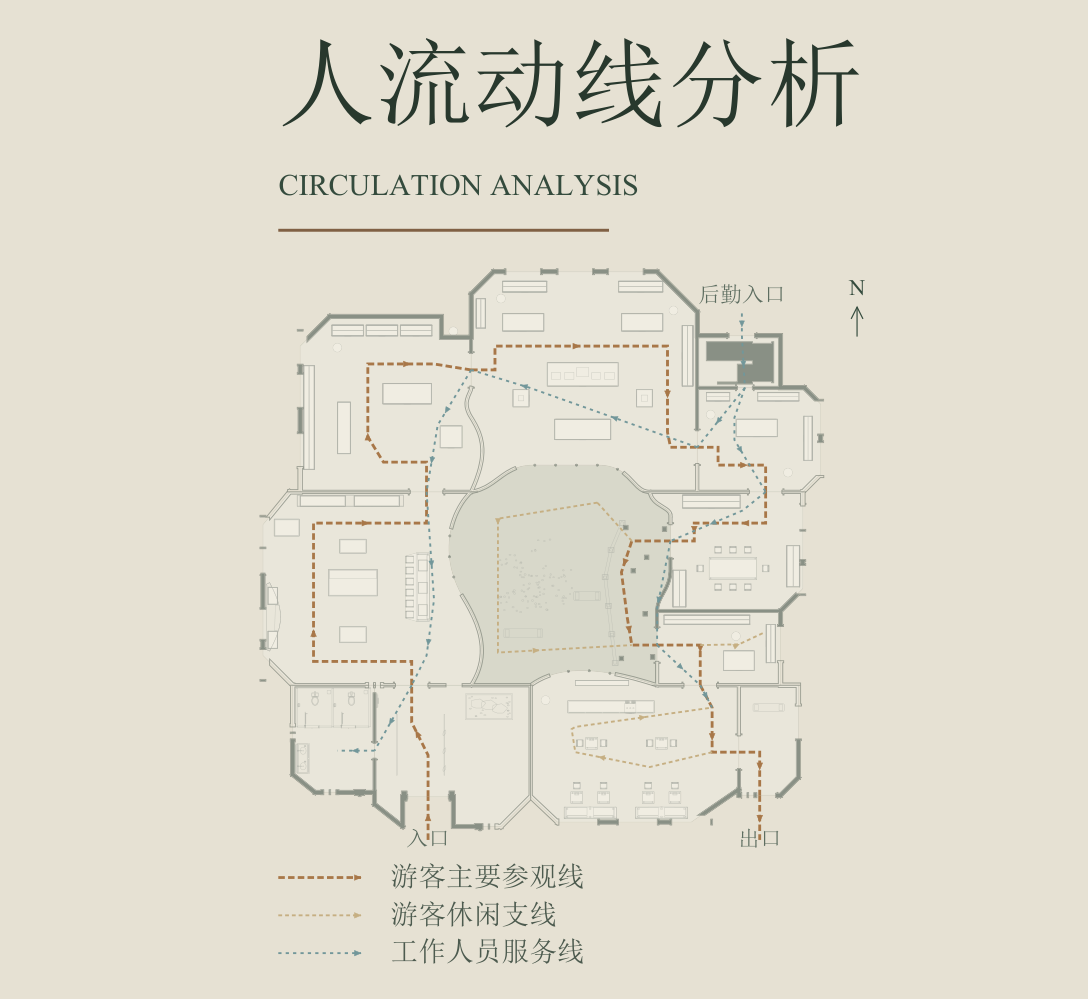 人流动线分析
CIRCULATION ANALYSIS
后勤入口
N
入口
出口
游客主要参观线
游客休闲支线
工作人员服务线